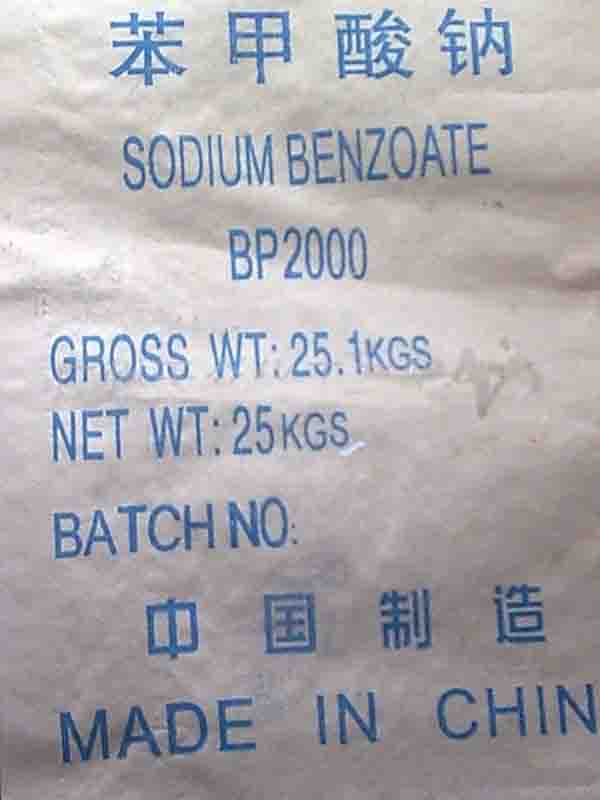 苯甲酸钠
SODIUM BENZOATE
BP2000
GROSS WT: 25.1KGS
NET WT: 25KGS
BATCH NO:
中国制造
MADE IN CHIN